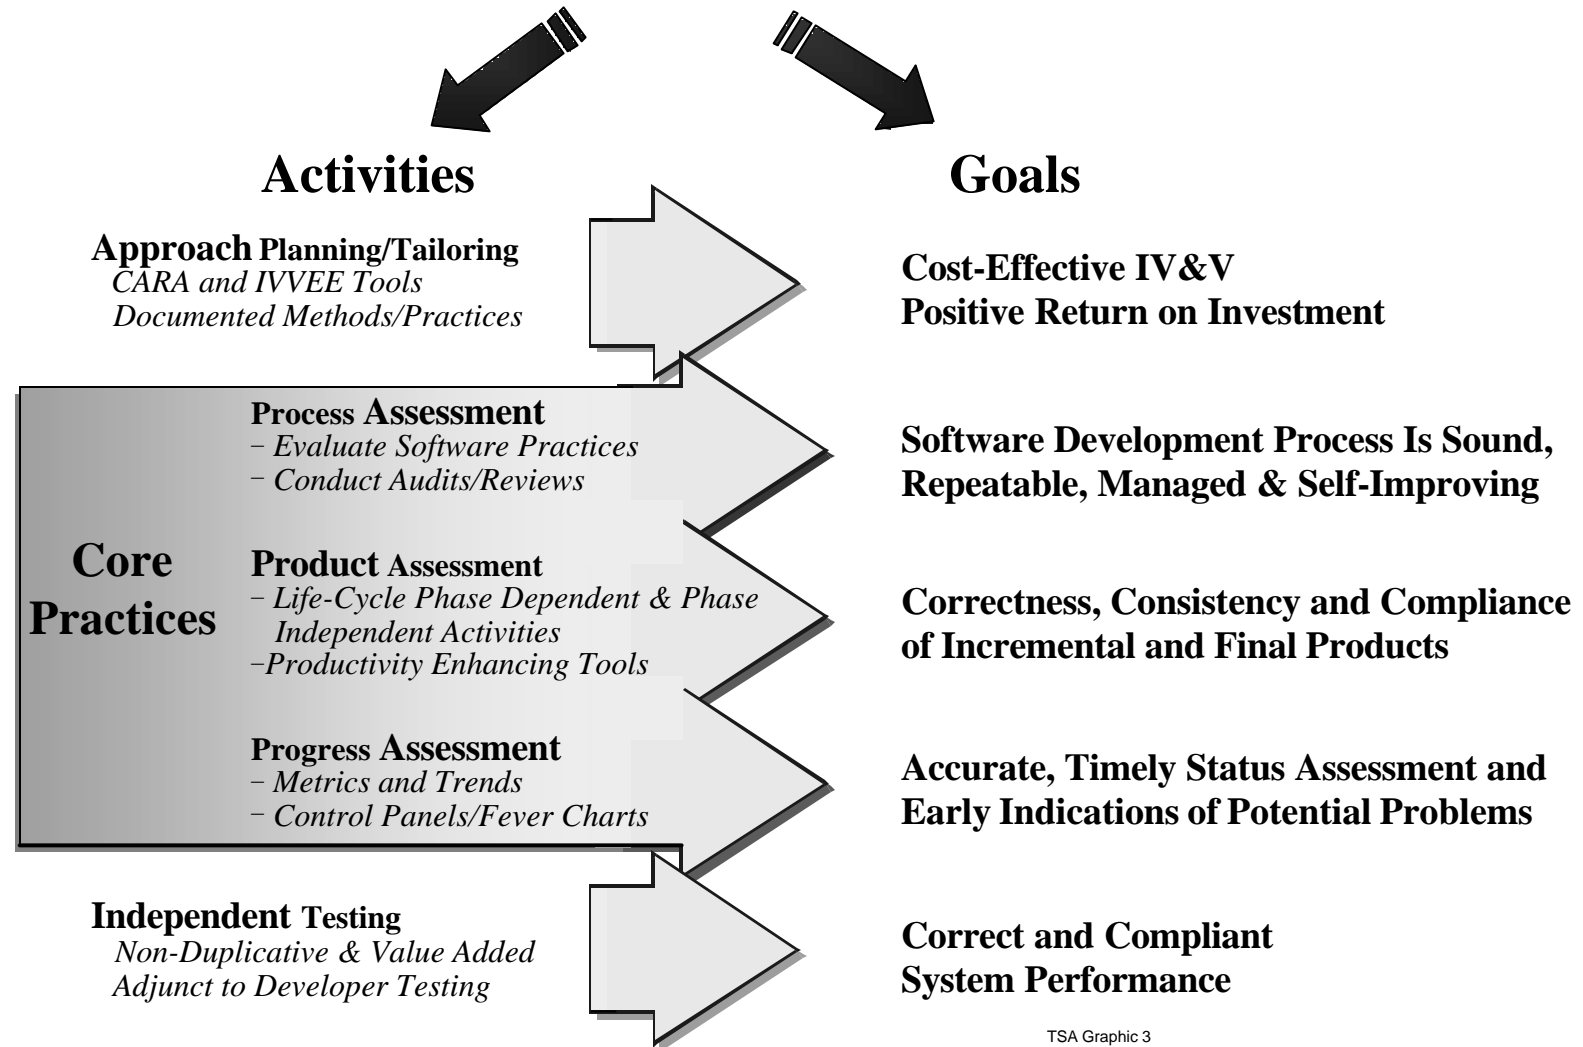 Activities
Goals
Approach Planning/Tailoring
CARA and IVVEE Tools
Documented Methods/Practices
Cost-Effective IV&V
Positive Return on Investment
Core
Practices
Process Assessment
– Evaluate Software Practices
– Conduct Audits/Reviews
Software Development Process Is Sound,
Repeatable, Managed & Self-Improving
Product Assessment
– Life-Cycle Phase Dependent & Phase
Independent Activities
–Productivity Enhancing Tools
Correctness, Consistency and Compliance
of Incremental and Final Products
Progress Assessment
– Metrics and Trends
– Control Panels/Fever Charts
Accurate, Timely Status Assessment and
Early Indications of Potential Problems
Independent Testing
Non-Duplicative & Value Added
Adjunct to Developer Testing
Correct and Compliant
System Performance
TSA Graphic 3